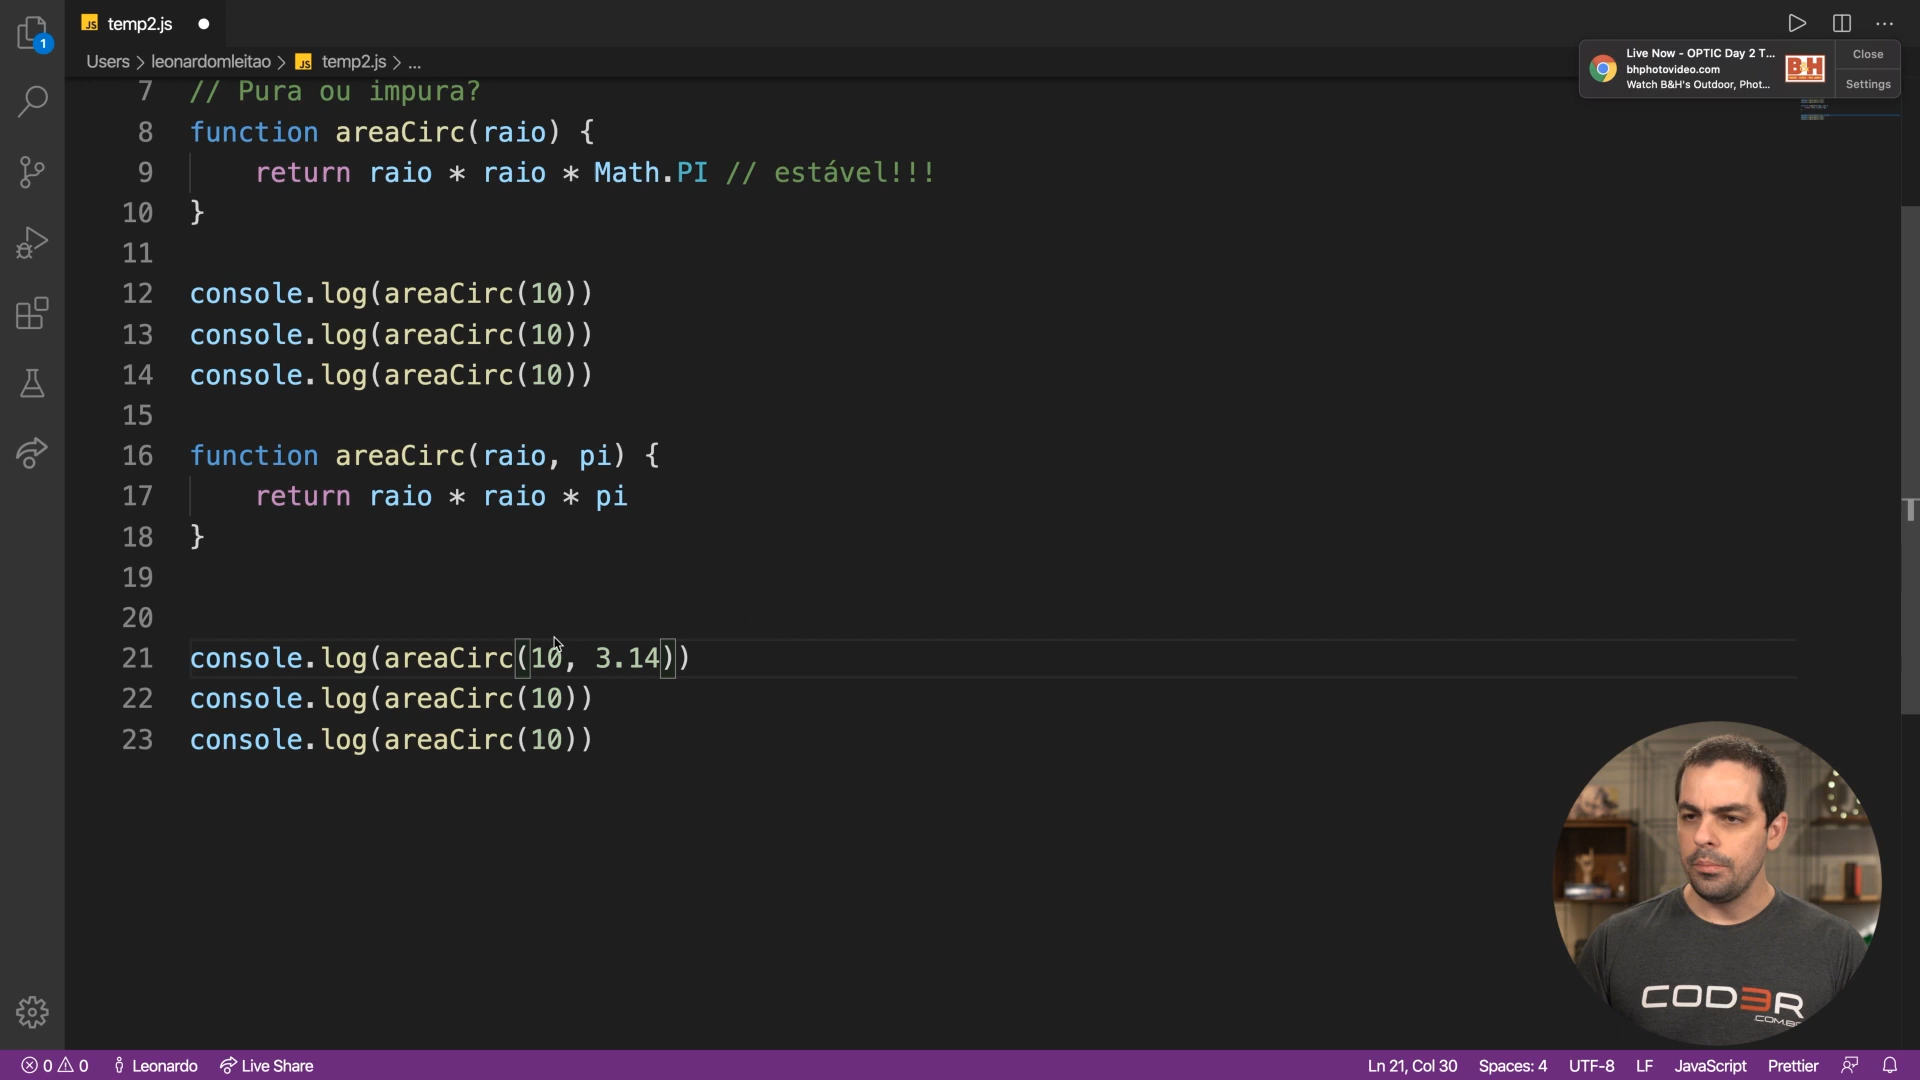 temp2.js
1
Users > leonardomleitao > temp2.js > ...
Live Now - OPTIC Day 2 T...
bhphotovideo.com
Watch B&H's Outdoor, Phot...
B&H
Close
Settings
7 // Pura ou impura?
8 function areaCirc(raio) {
9 return raio * raio * Math.PI // estável!!!
10 }
11
12 console.log(areaCirc(10))
13 console.log(areaCirc(10))
14 console.log(areaCirc(10))
15
16 function areaCirc(raio, pi) {
17 return raio * raio * pi
18 }
19
20
21 console.log(areaCirc(10, 3.14))
22 console.log(areaCirc(10))
23 console.log(areaCirc(10))
COD3R
.COM.BR
0 0 Leonardo Live Share Ln 21, Col 30 Spaces: 4 UTF-8 LF JavaScript Prettier